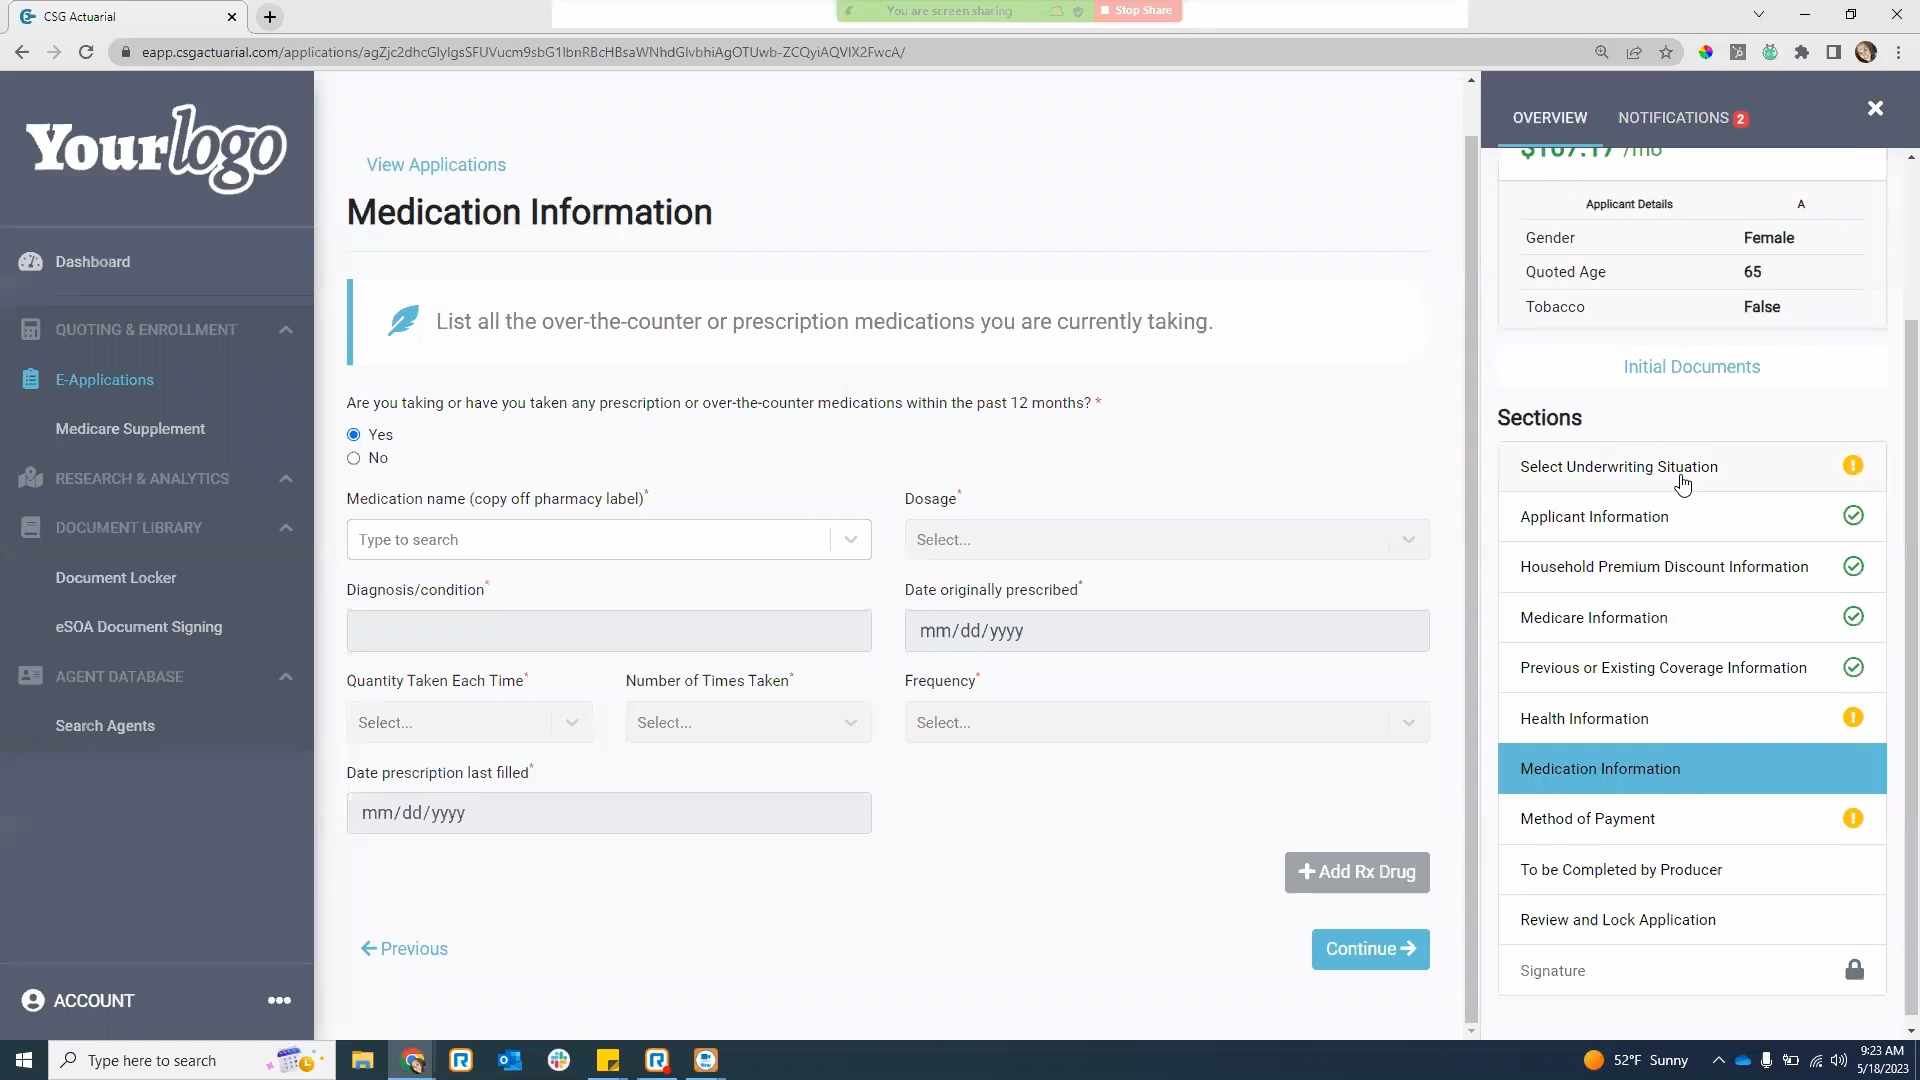 CSG Actuarial
You are screen sharing
Stop Share
eapp.csgactuarial.com/applications/
Yourlogo
Dashboard
QUOTING & ENROLLMENT
E-Applications
Medicare Supplement
RESEARCH & ANALYTICS
DOCUMENT LIBRARY
Document Locker
eSOA Document Signing
AGENT DATABASE
Search Agents
ACCOUNT
View Applications
Medication Information
List all the over-the-counter or prescription medications you are currently taking.
Are you taking or have you taken any prescription or over-the-counter medications within the past 12 months? *
Yes
No
Medication name (copy off pharmacy label)*
Dosage*
Type to search
Select...
Diagnosis/condition*
Date originally prescribed*
mm/dd/yyyy
Quantity Taken Each Time*
Number of Times Taken*
Frequency*
Select...
Select...
Select...
Date prescription last filled*
mm/dd/yyyy
Add Rx Drug
Previous
Continue
OVERVIEW
NOTIFICATIONS 2
$167.17 /mo
Applicant Details A
Gender Female
Quoted Age 65
Tobacco False
Initial Documents
Sections
Select Underwriting Situation
Applicant Information
Household Premium Discount Information
Medicare Information
Previous or Existing Coverage Information
Health Information
Medication Information
Method of Payment
To be Completed by Producer
Review and Lock Application
Signature
Type here to search
52°F Sunny
9:23 AM
5/18/2023